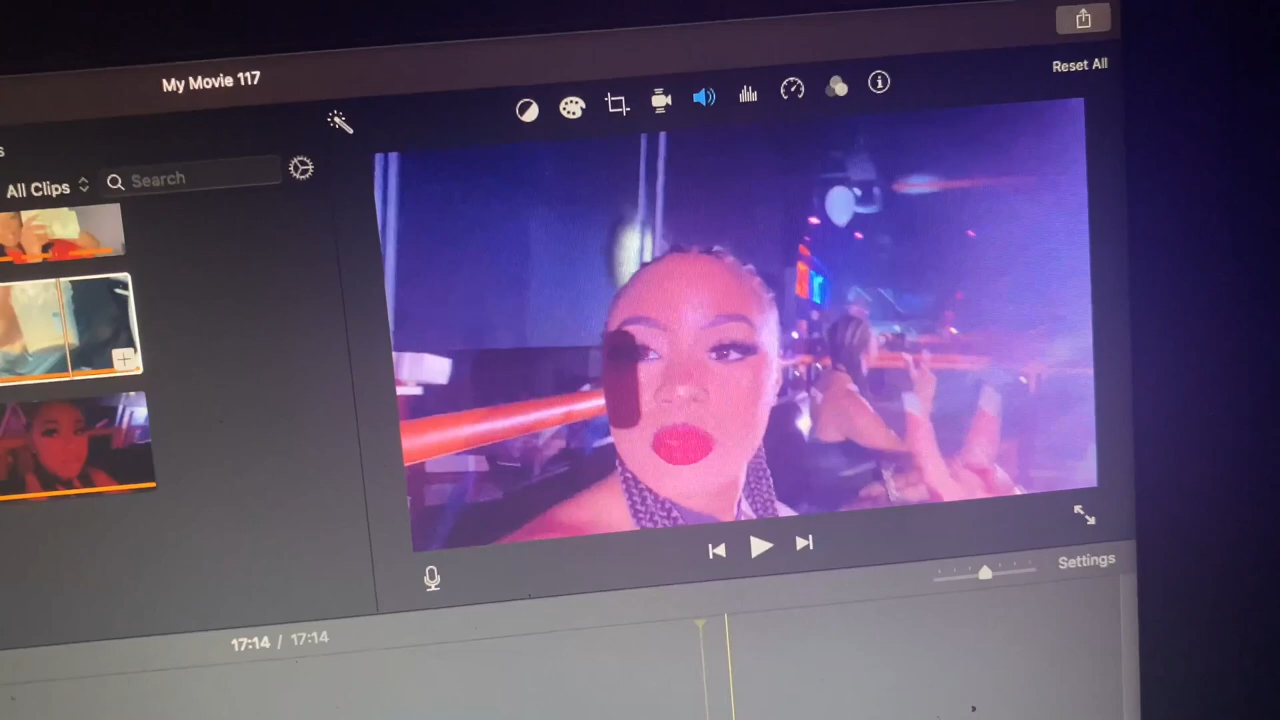 My Movie 117
Reset All
s
All Clips
Search
Settings
17:14 / 17:14